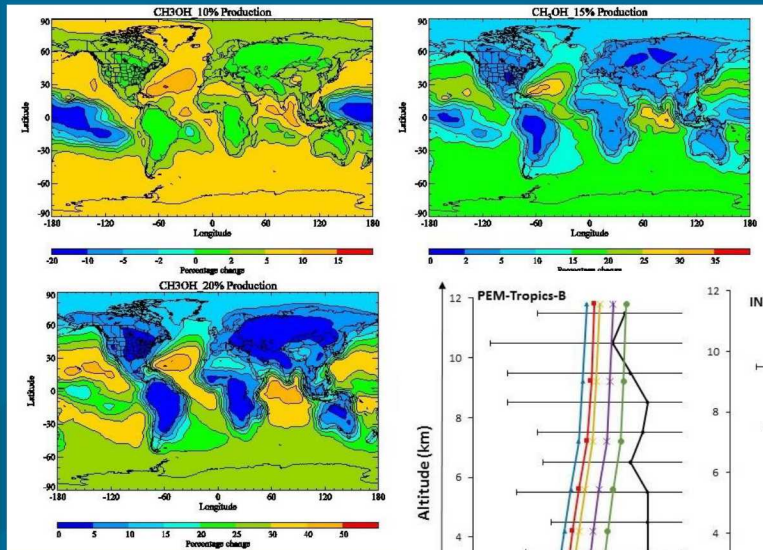 CH3OH_10% Production
90
60
30
0
-30
-60
-90
Latitude
-180 -120 -60 0 60 120 180
Longitude
-20 -10 -5 -2 0 2 5 10 15
Percentage change
CH3OH_15% Production
90
60
30
0
-30
-60
-90
Latitude
-180 -120 -60 0 60 120 180
Longitude
0 2 5 10 15 20 25 30 35
Percentage change
CH3OH_20% Production
90
60
30
0
-30
-60
-90
Latitude
-180 -120 -60 0 60 120 180
Longitude
0 5 10 15 20 30 40 50
Percentage change
PEM-Tropics-B
12
10
8
6
4
Altitude (km)
IN
12
10
8
6
4